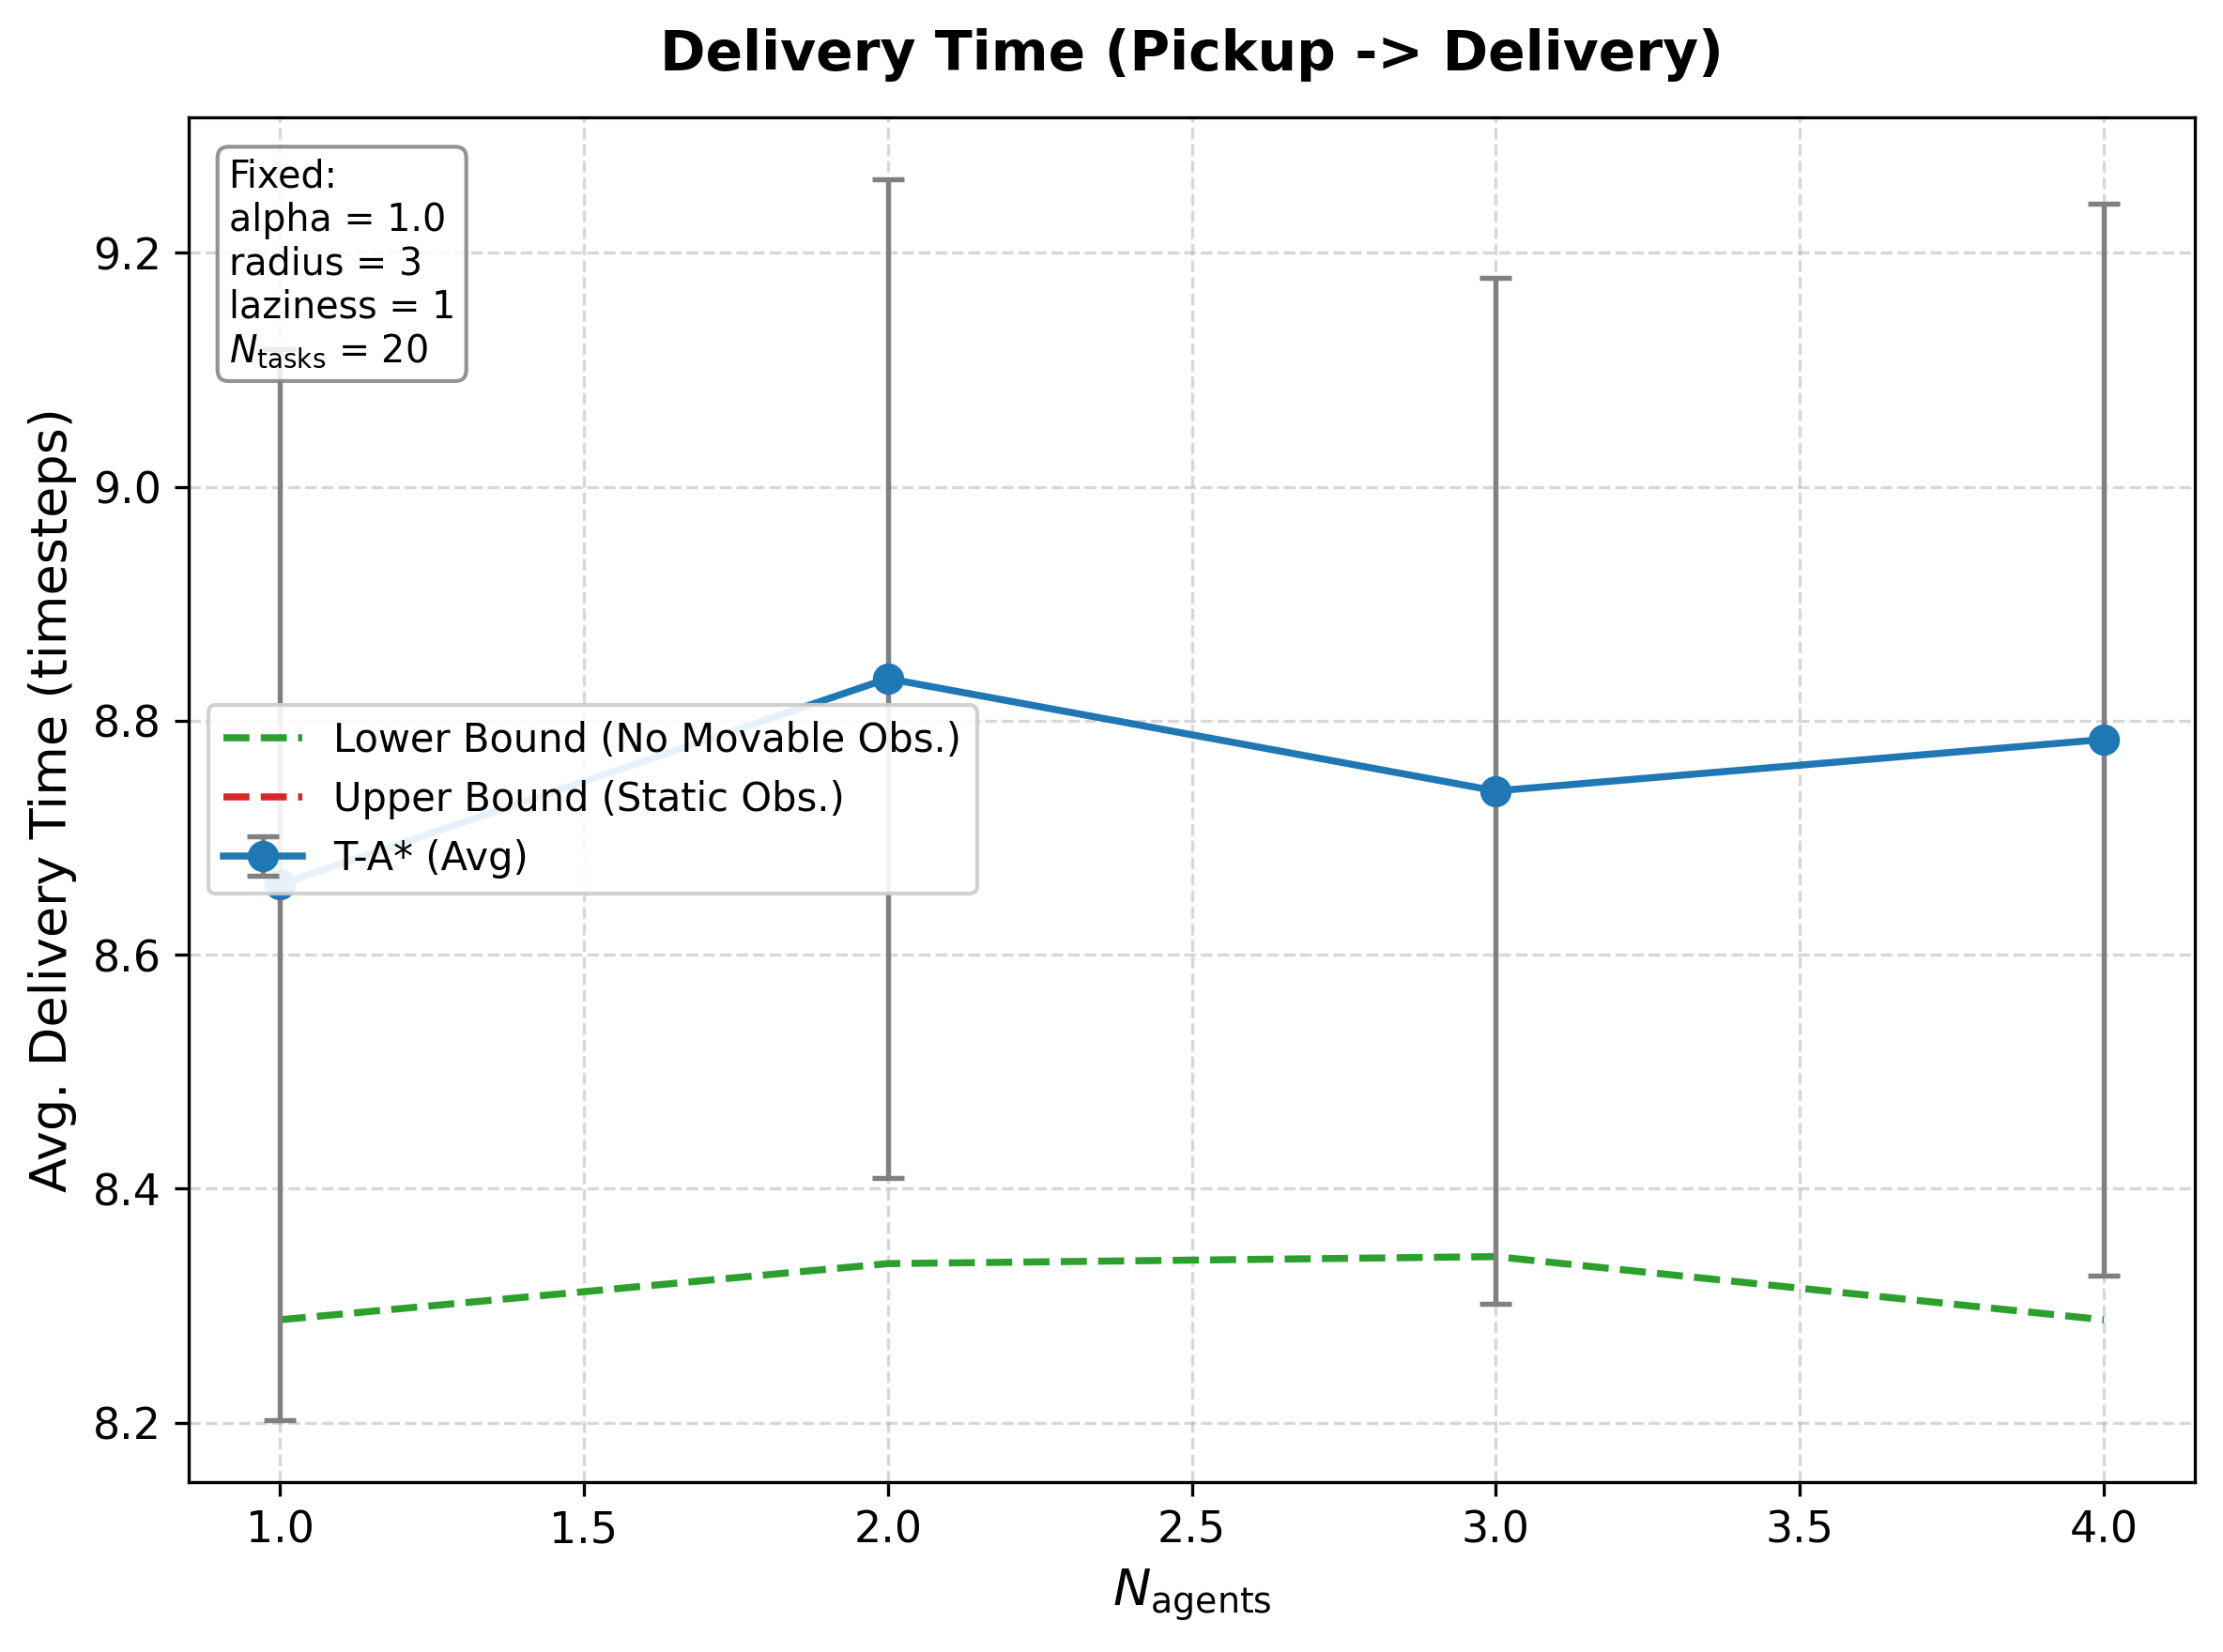 Delivery Time (Pickup -> Delivery)
Fixed:
alpha = 1.0
radius = 3
laziness = 1
N_tasks = 20
Avg. Delivery Time (timesteps)
9.2
9.0
8.8
8.6
8.4
8.2
Lower Bound (No Movable Obs.)
Upper Bound (Static Obs.)
T-A* (Avg)
1.0 1.5 2.0 2.5 3.0 3.5 4.0
N_agents